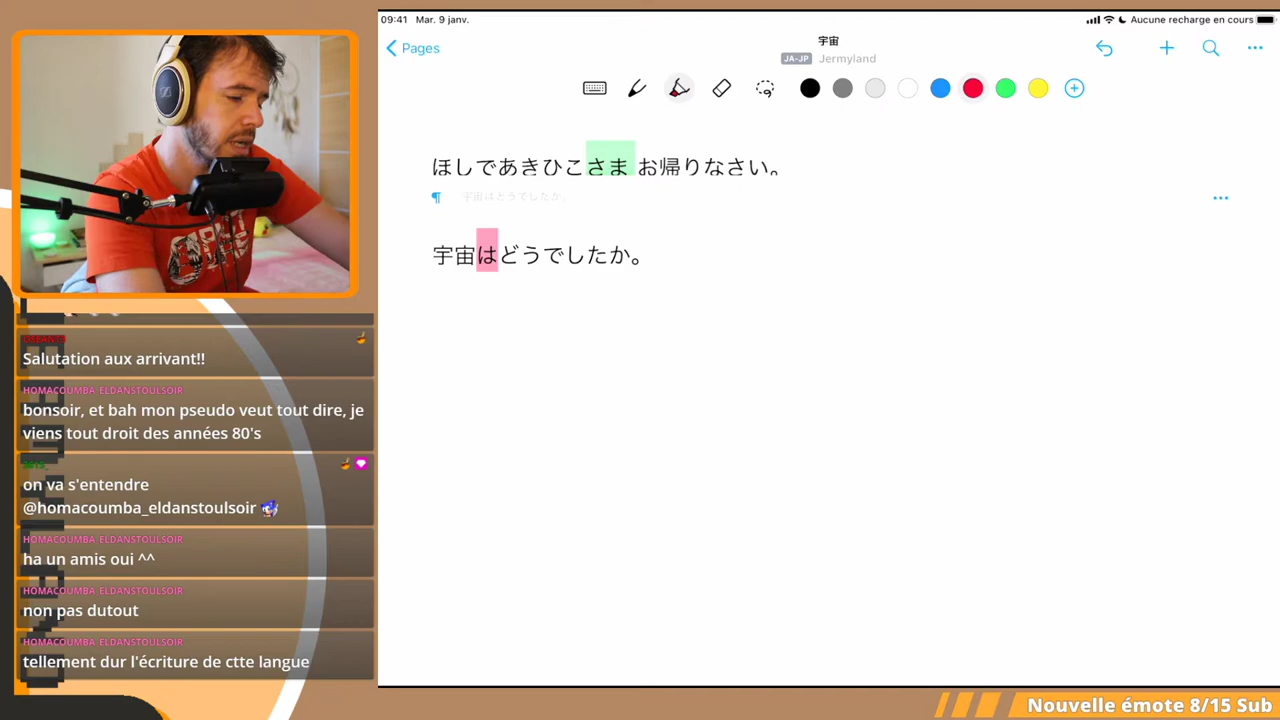 09:41 Mar. 9 janv.
Aucune recharge en cours
Pages
宇宙
JA-JP Jermyland
ほしであきひこさま お帰りなさい。
¶ 宇宙はどうでしたか。
宇宙はどうでしたか。
Salutation aux arrivant!!
HOMACOUMBA_ELDANSTOULSOIR
bonsoir, et bah mon pseudo veut tout dire, je
viens tout droit des années 80's
on va s'entendre
@homacoumba_eldanstoulsoir
HOMACOUMBA_ELDANSTOULSOIR
ha un amis oui ^^
HOMACOUMBA_ELDANSTOULSOIR
non pas dutout
HOMACOUMBA_ELDANSTOULSOIR
tellement dur l'écriture de ctte langue
Nouvelle émote 8/15 Sub